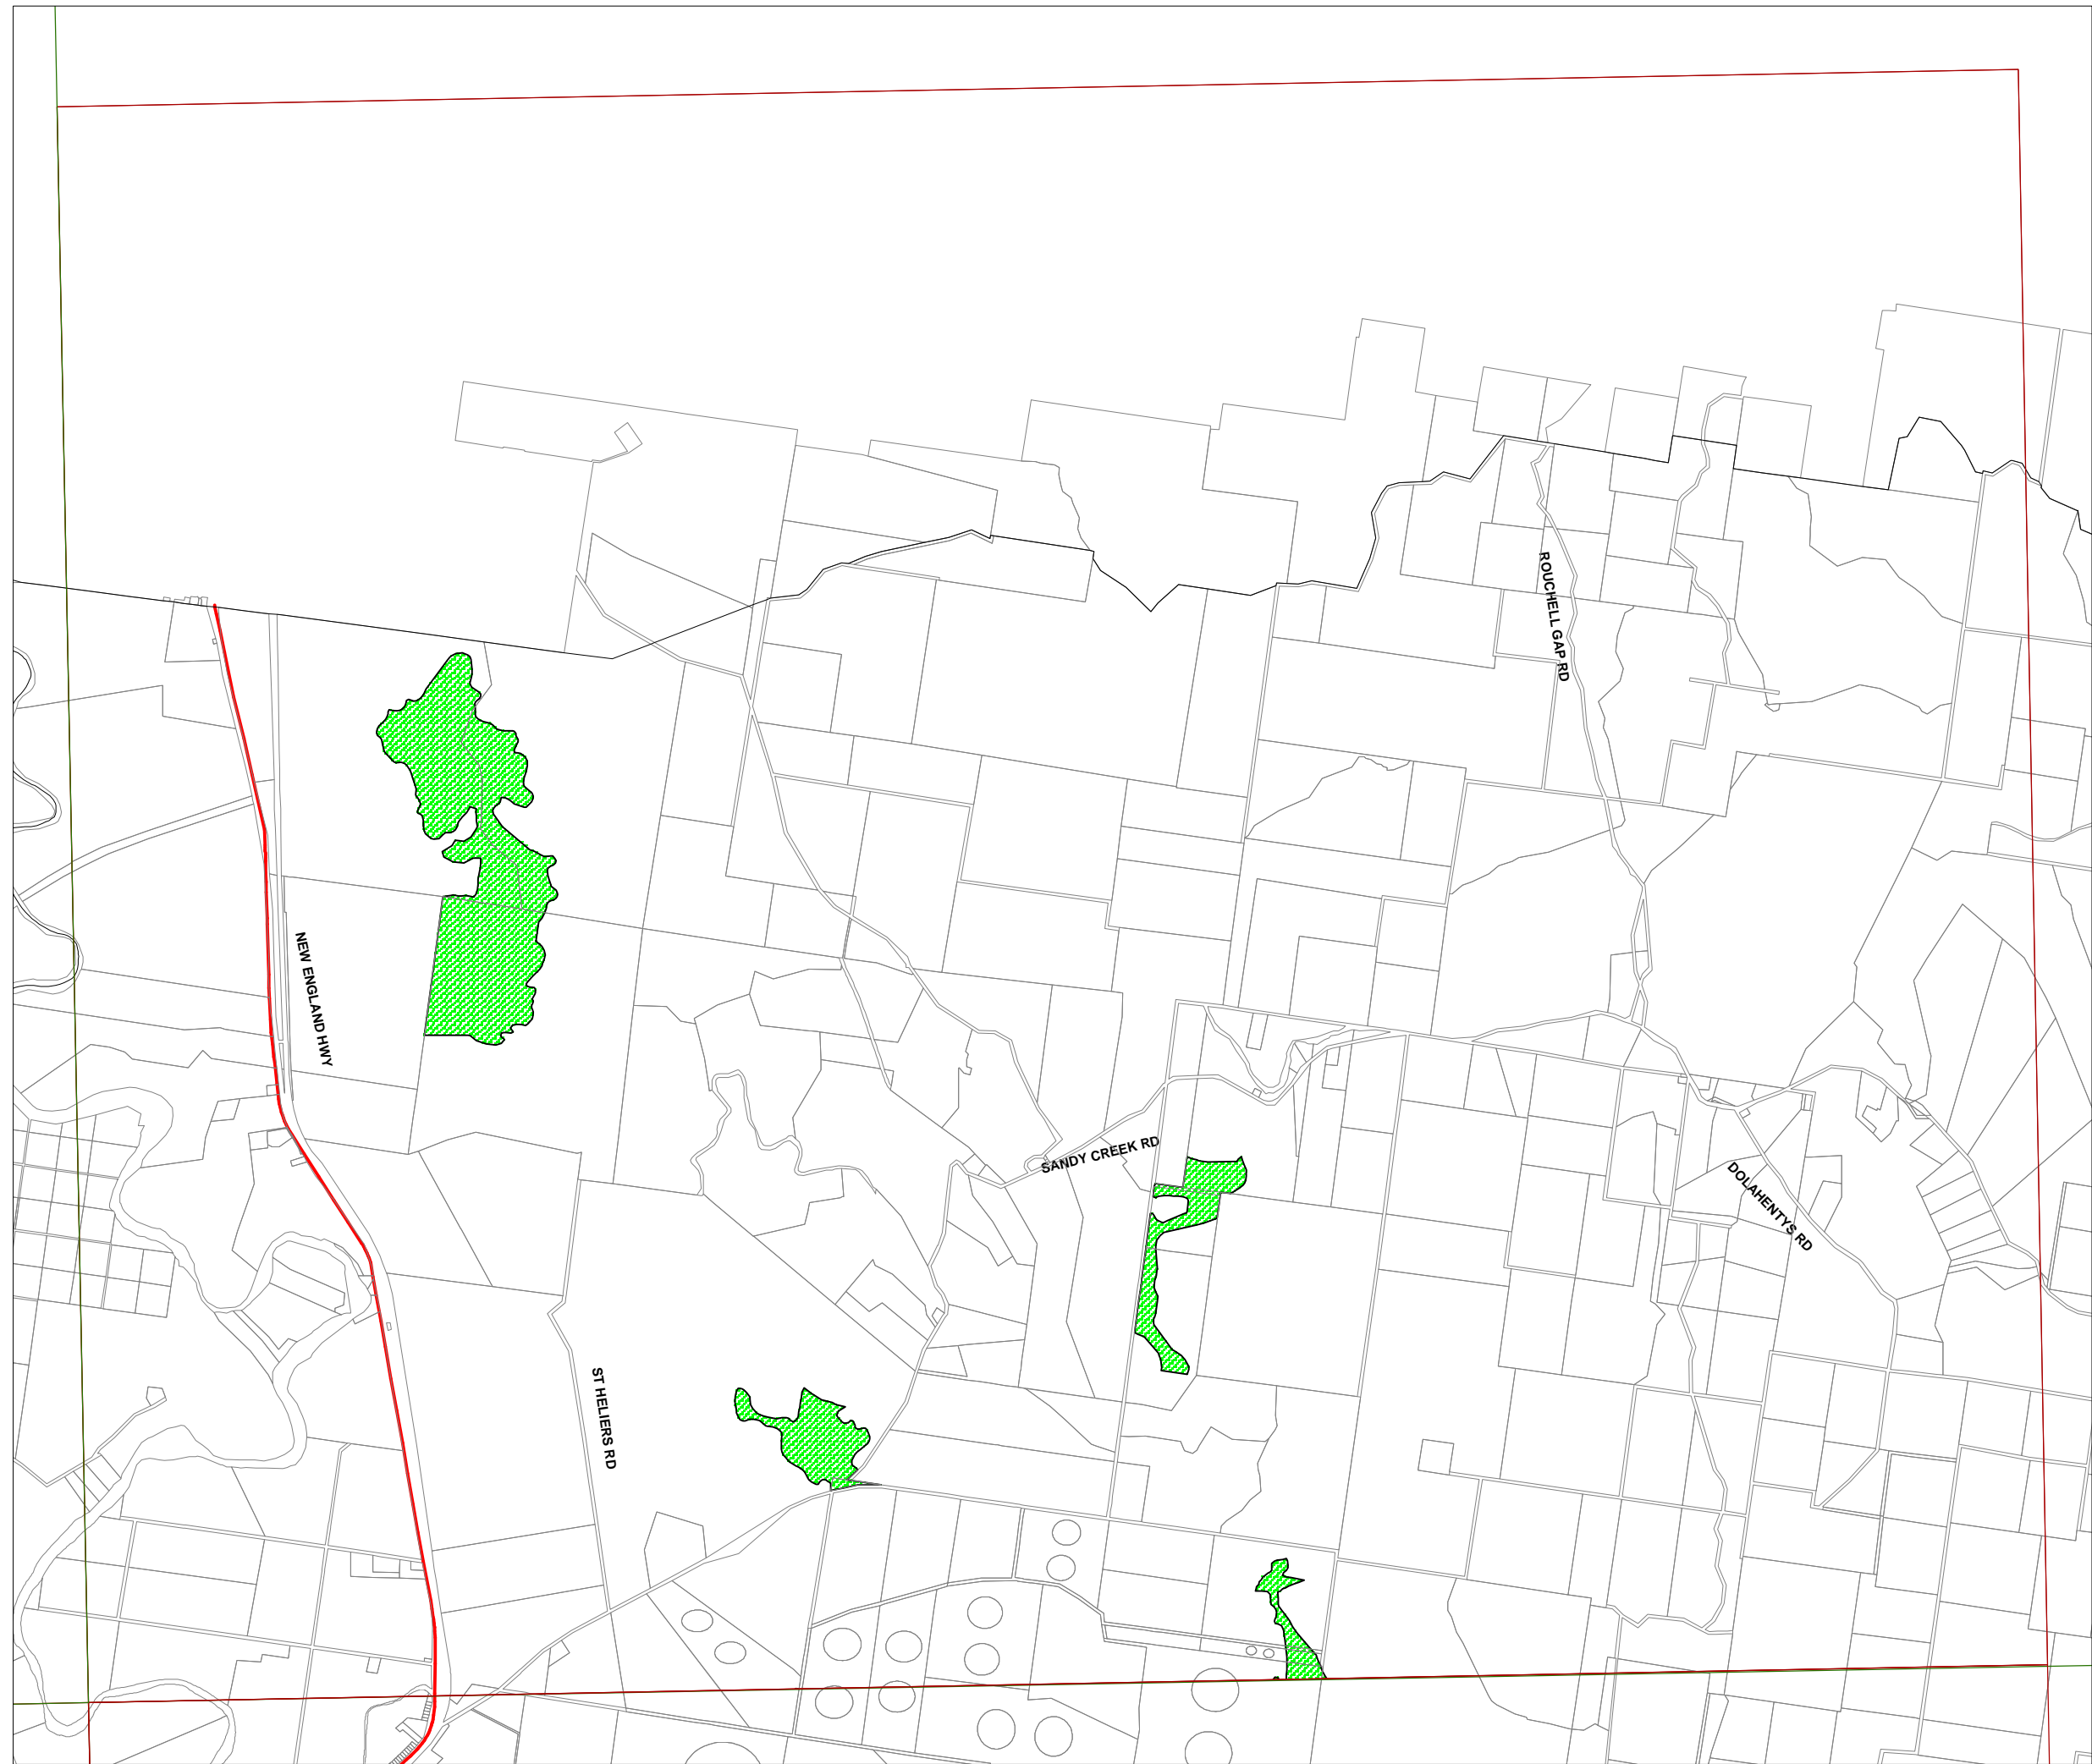 ROUCHELL GAP RD
NEW ENGLAND HWY
SANDY CREEK RD
DOLAHENTYS RD
ST HELIERS RD